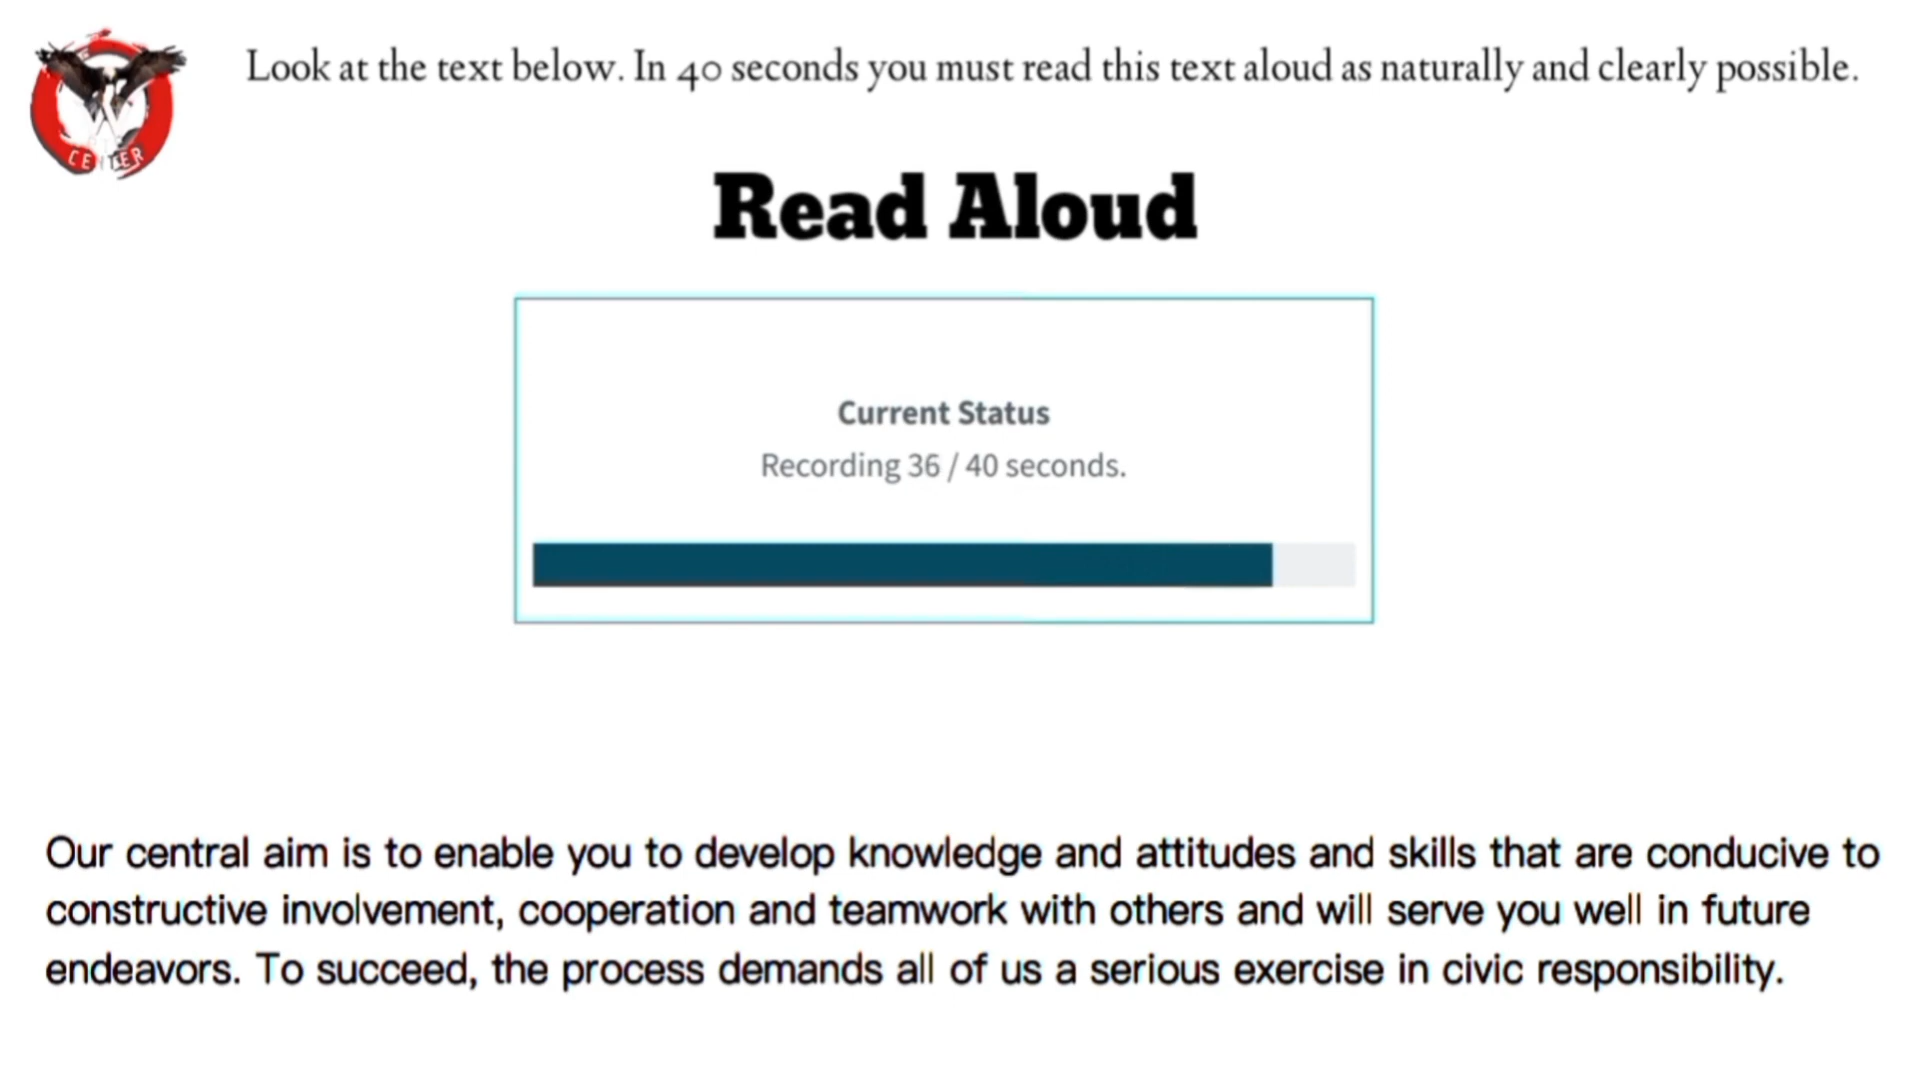 Look at the text below. In 40 seconds you must read this text aloud as naturally and clearly possible.
CENTER
Read Aloud
Current Status
Recording 36 / 40 seconds.
Our central aim is to enable you to develop knowledge and attitudes and skills that are conducive to
constructive involvement, cooperation and teamwork with others and will serve you well in future
endeavors. To succeed, the process demands all of us a serious exercise in civic responsibility.